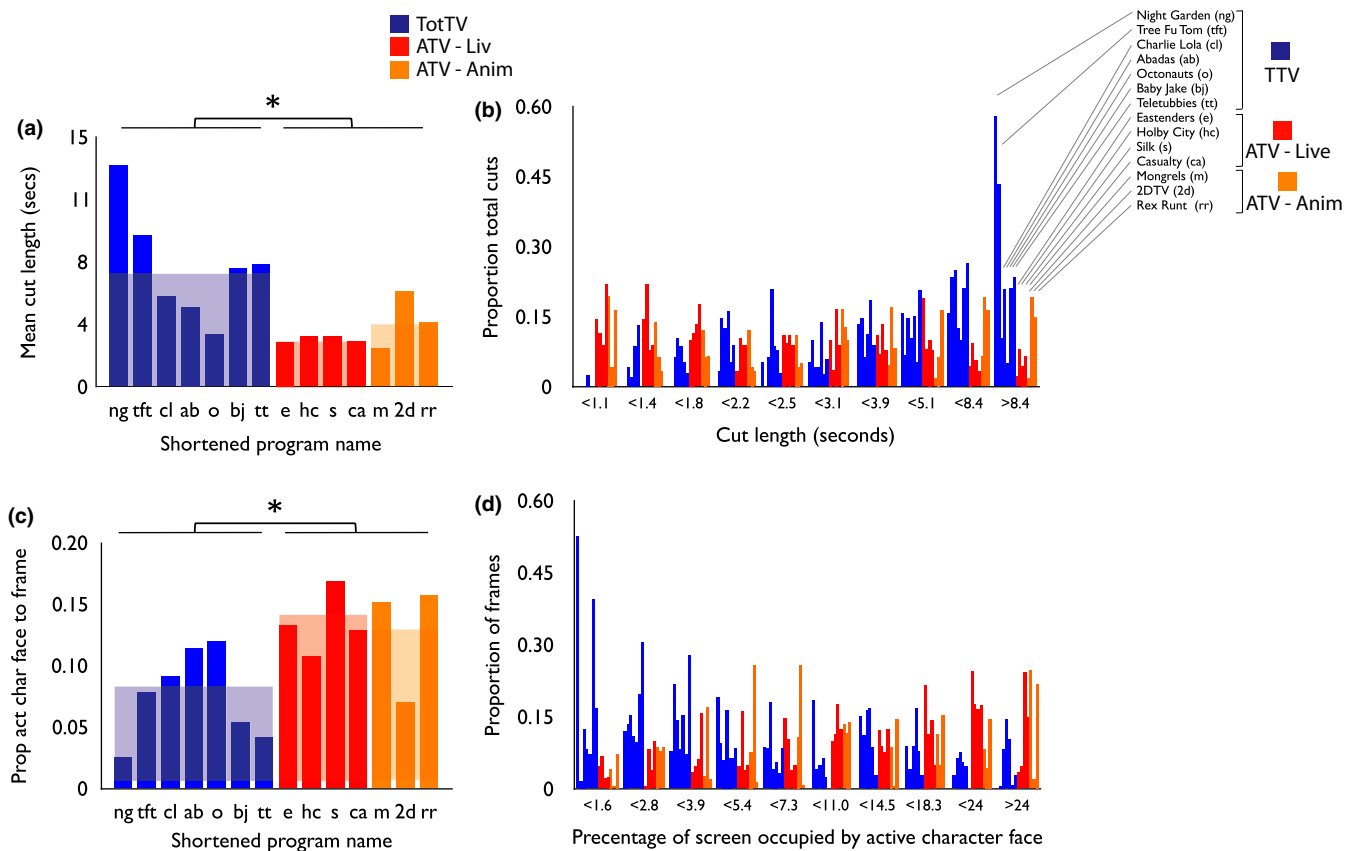 TotTV
ATV - Liv
ATV - Anim
(a)
*
Mean cut length (secs)
15
11
8
4
0
ng tft cl ab o bj tt e hc s ca m 2d rr
Shortened program name
(b)
Proportion total cuts
0.60
0.45
0.30
0.15
0
<1.1 <1.4 <1.8 <2.2 <2.5 <3.1 <3.9 <5.1 <8.4 >8.4
Cut length (seconds)
Night Garden (ng)
Tree Fu Tom (tft)
Charlie Lola (cl)
Abadas (ab)
Octonauts (o)
Baby Jake (bj)
Teletubbies (tt)
Eastenders (e)
Holby City (hc)
Silk (s)
Casualty (ca)
Mongrels (m)
2DTV (2d)
Rex Runt (rr)
TTV
ATV - Live
ATV - Anim
(c)
*
Prop act char face to frame
0.20
0.15
0.10
0.05
0
ng tft cl ab o bj tt e hc s ca m 2d rr
Shortened program name
(d)
Proportion of frames
0.60
0.45
0.30
0.15
0
<1.6 <2.8 <3.9 <5.4 <7.3 <11.0 <14.5 <18.3 <24 >24
Precentage of screen occupied by active character face